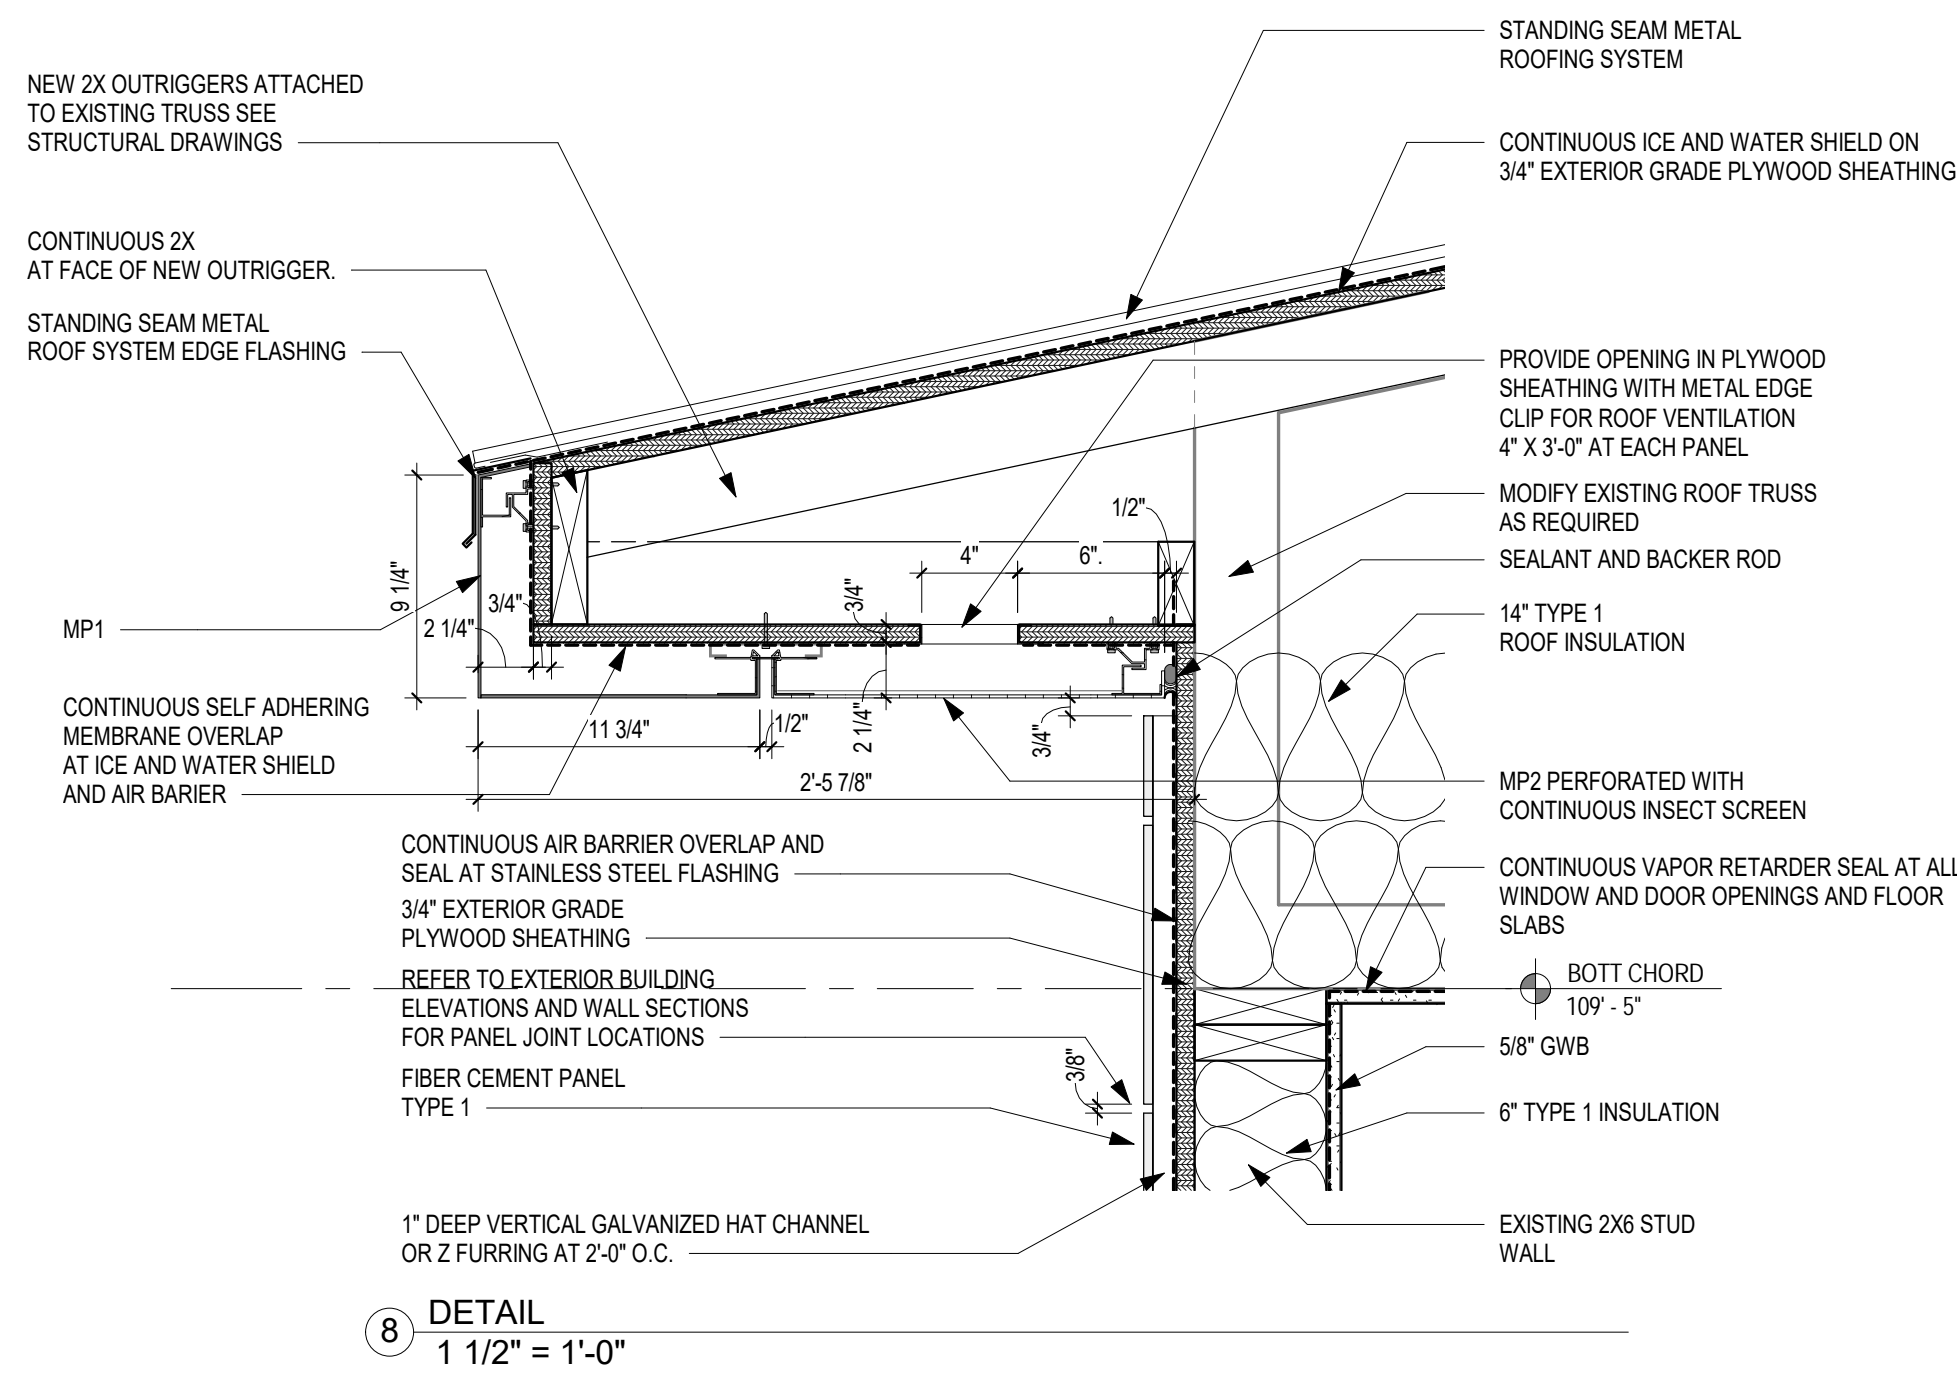 STANDING SEAM METAL
ROOFING SYSTEM
NEW 2X OUTRIGGERS ATTACHED
TO EXISTING TRUSS SEE
STRUCTURAL DRAWINGS
CONTINUOUS ICE AND WATER SHIELD ON
3/4" EXTERIOR GRADE PLYWOOD SHEATHING
CONTINUOUS 2X
AT FACE OF NEW OUTRIGGER.
STANDING SEAM METAL
ROOF SYSTEM EDGE FLASHING
PROVIDE OPENING IN PLYWOOD
SHEATHING WITH METAL EDGE
CLIP FOR ROOF VENTILATION
4" X 3'-0" AT EACH PANEL
MODIFY EXISTING ROOF TRUSS
AS REQUIRED
SEALANT AND BACKER ROD
1/2"
4"
6".
9 1/4"
3/4"
3/4"
2 1/4"
MP1
14" TYPE 1
ROOF INSULATION
CONTINUOUS SELF ADHERING
MEMBRANE OVERLAP
AT ICE AND WATER SHIELD
AND AIR BARIER
11 3/4"
1/2"
2 1/4"
3/4"
2'-5 7/8"
MP2 PERFORATED WITH
CONTINUOUS INSECT SCREEN
CONTINUOUS AIR BARRIER OVERLAP AND
SEAL AT STAINLESS STEEL FLASHING
CONTINUOUS VAPOR RETARDER SEAL AT ALL
WINDOW AND DOOR OPENINGS AND FLOOR
SLABS
3/4" EXTERIOR GRADE
PLYWOOD SHEATHING
REFER TO EXTERIOR BUILDING
ELEVATIONS AND WALL SECTIONS
FOR PANEL JOINT LOCATIONS
BOTT CHORD
109' - 5"
5/8" GWB
3/8"
FIBER CEMENT PANEL
TYPE 1
6" TYPE 1 INSULATION
1" DEEP VERTICAL GALVANIZED HAT CHANNEL
OR Z FURRING AT 2'-0" O.C.
EXISTING 2X6 STUD
WALL
8
DETAIL
1 1/2" = 1'-0"